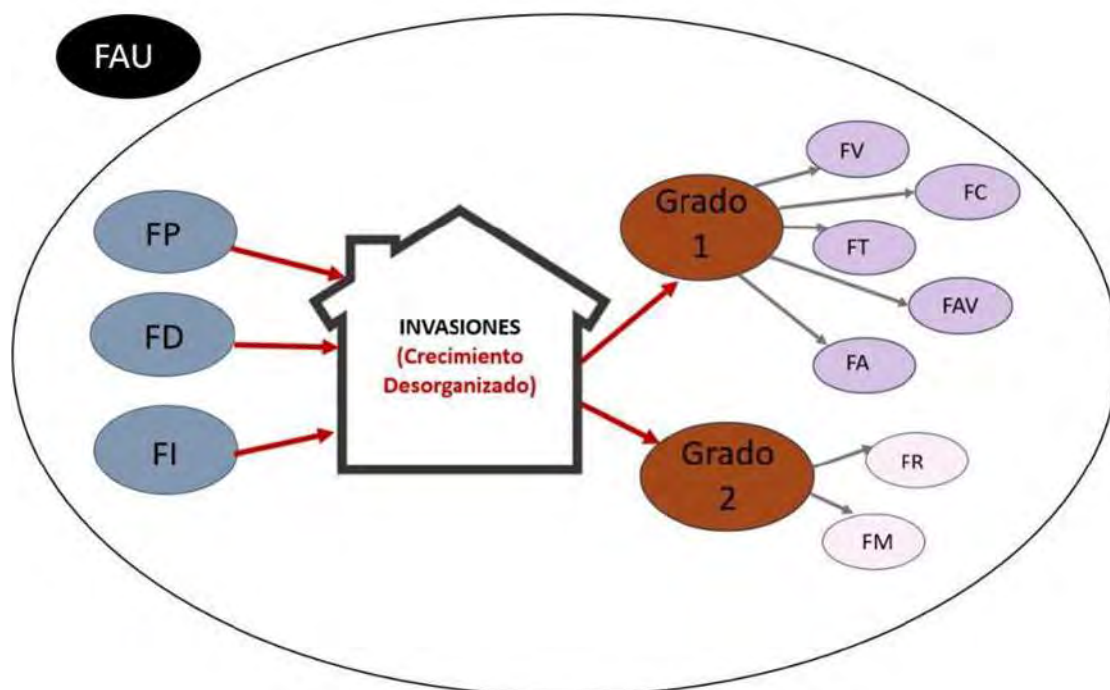 FAU
FP
FD
FI
INVASIONES
(Crecimiento
Desorganizado)
Grado
1
FV
FC
FT
FAV
FA
Grado
2
FR
FM